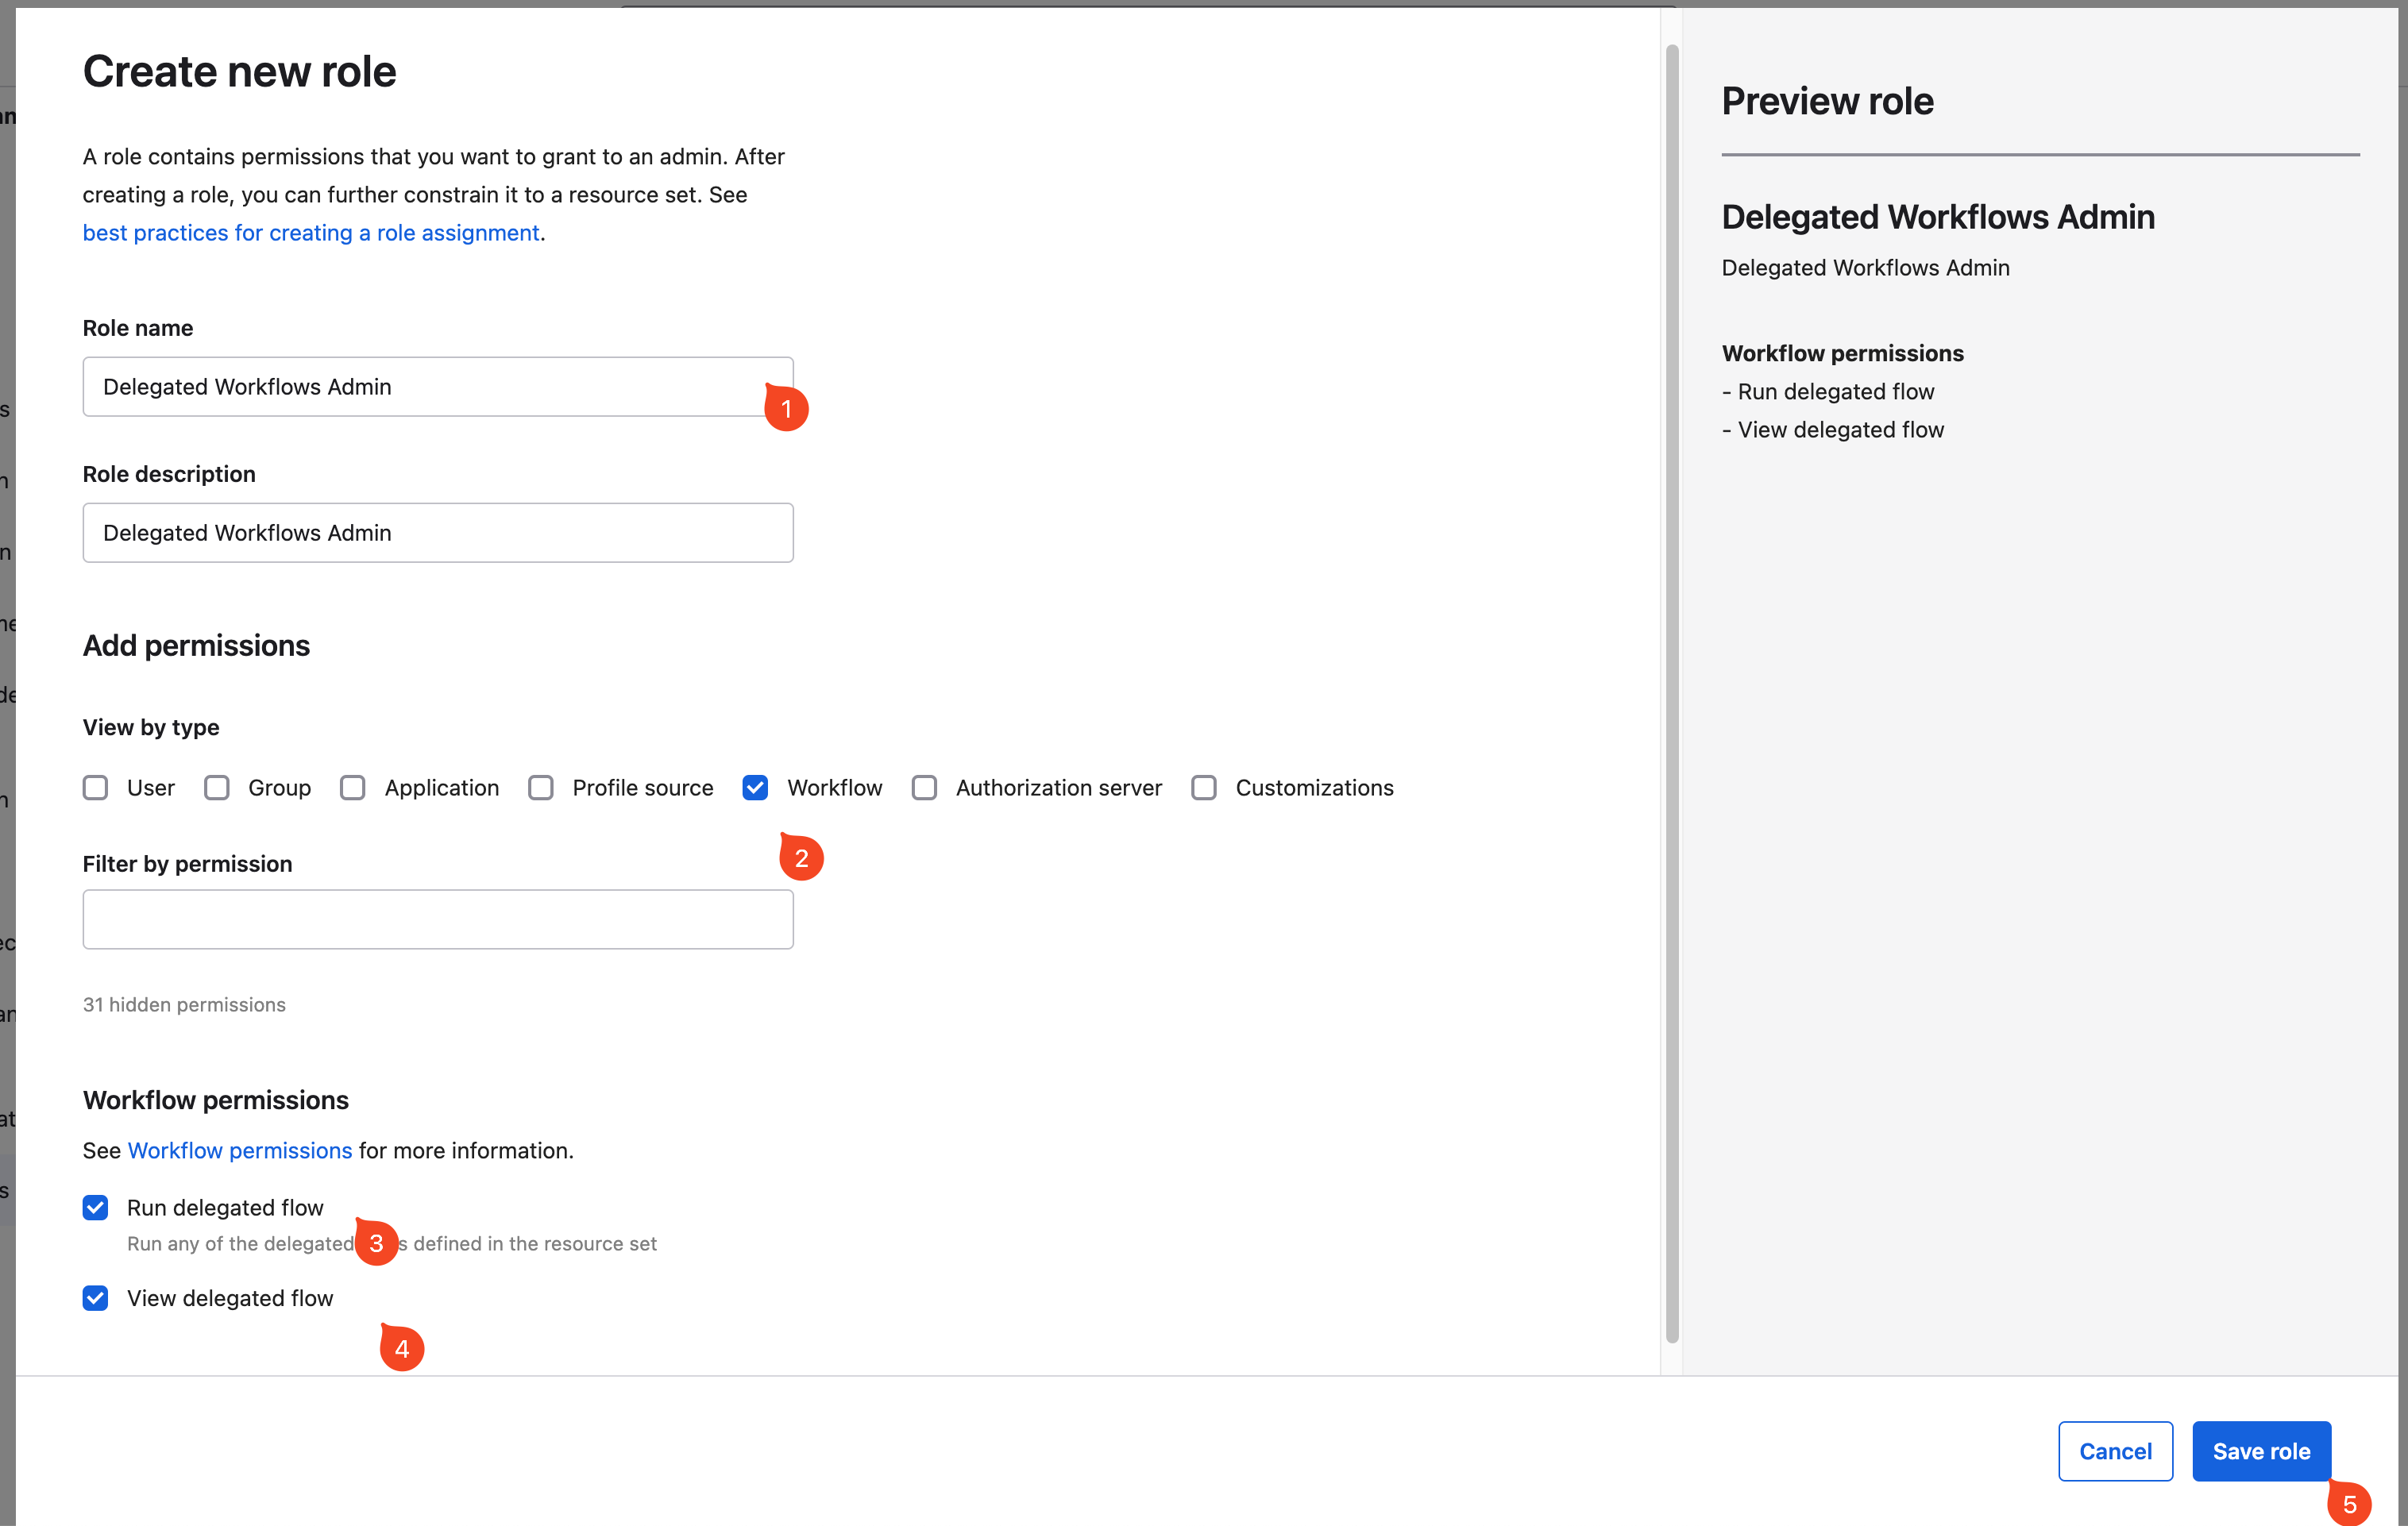 Create new role
A role contains permissions that you want to grant to an admin. After
creating a role, you can further constrain it to a resource set. See
best practices for creating a role assignment.
Role name
Delegated Workflows Admin
1
Role description
Delegated Workflows Admin
Add permissions
View by type
User Group Application Profile source Workflow Authorization server Customizations
2
Filter by permission
31 hidden permissions
Workflow permissions
See Workflow permissions for more information.
Run delegated flow
Run any of the delegated 3 s defined in the resource set
View delegated flow
4
Preview role
Delegated Workflows Admin
Delegated Workflows Admin
Workflow permissions
- Run delegated flow
- View delegated flow
Cancel Save role
5